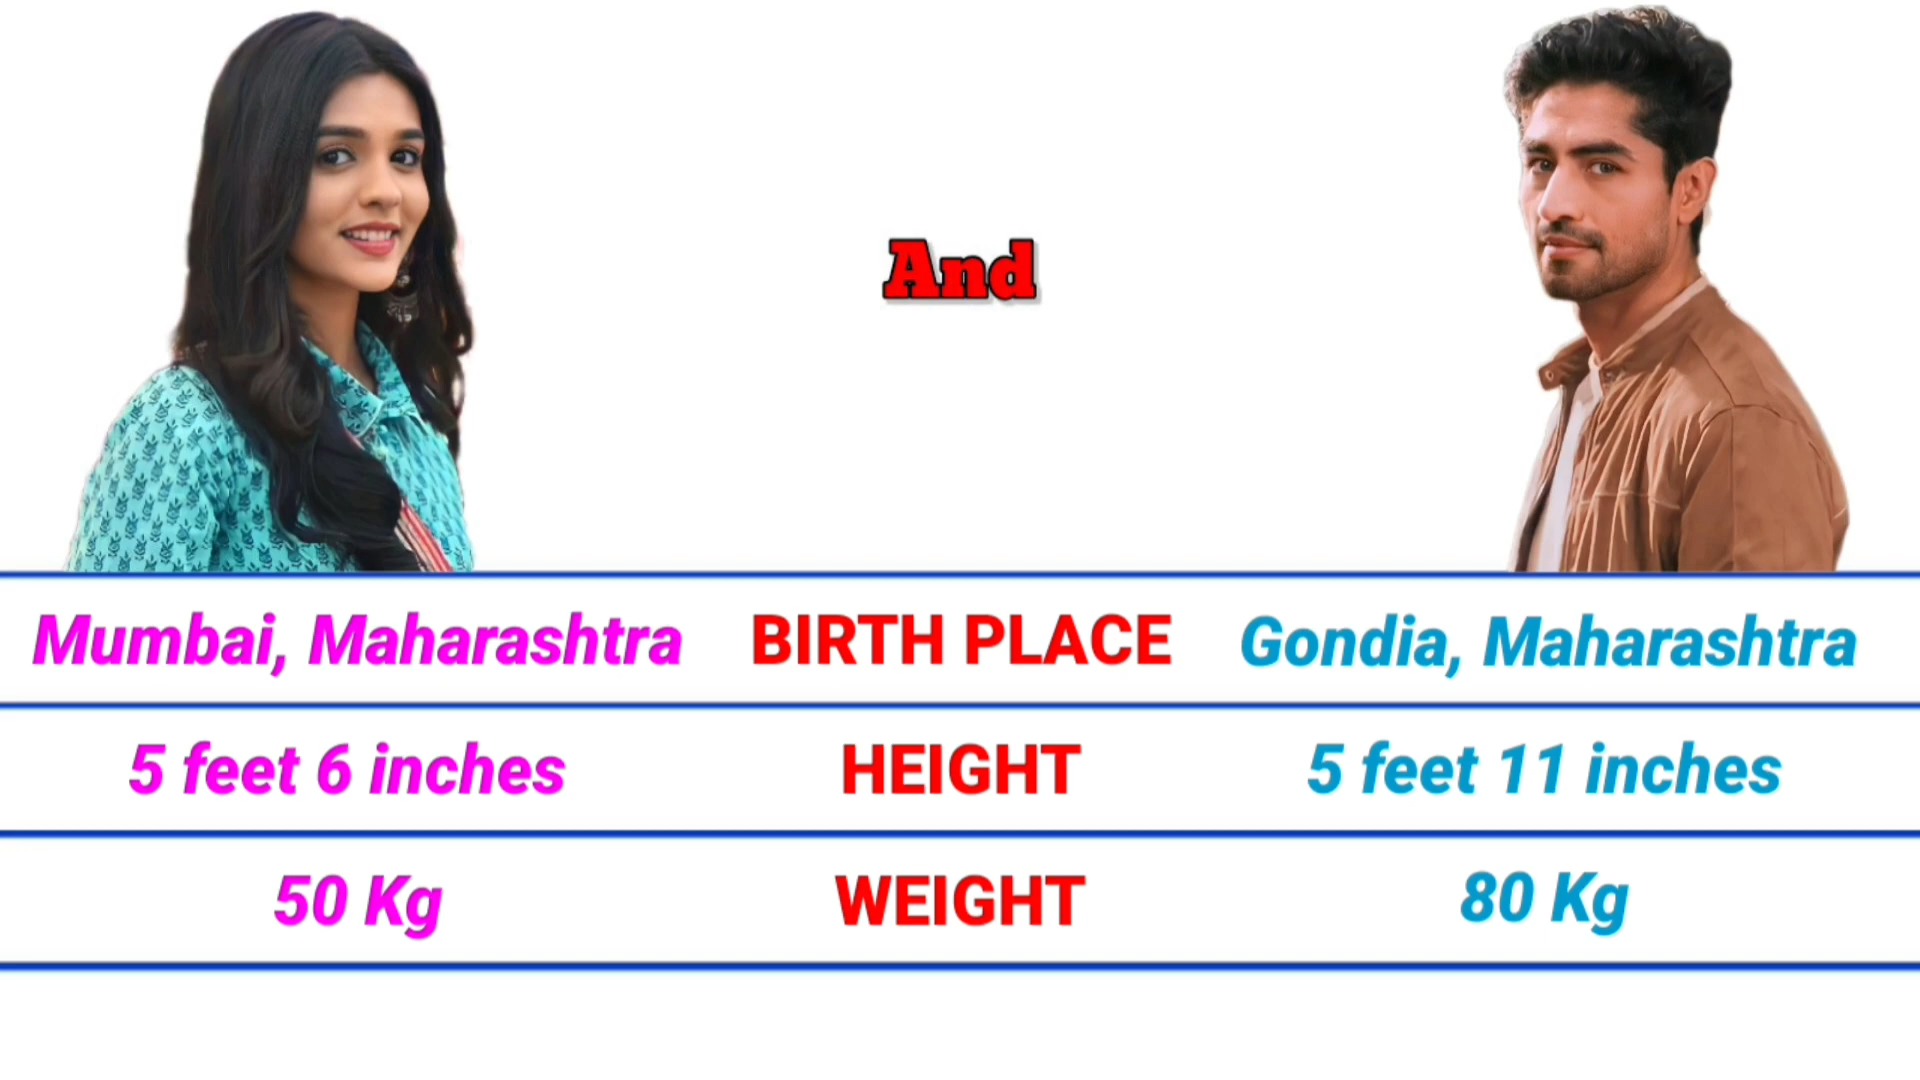 And
Mumbai, Maharashtra BIRTH PLACE Gondia, Maharashtra
5 feet 6 inches HEIGHT 5 feet 11 inches
50 Kg WEIGHT 80 Kg